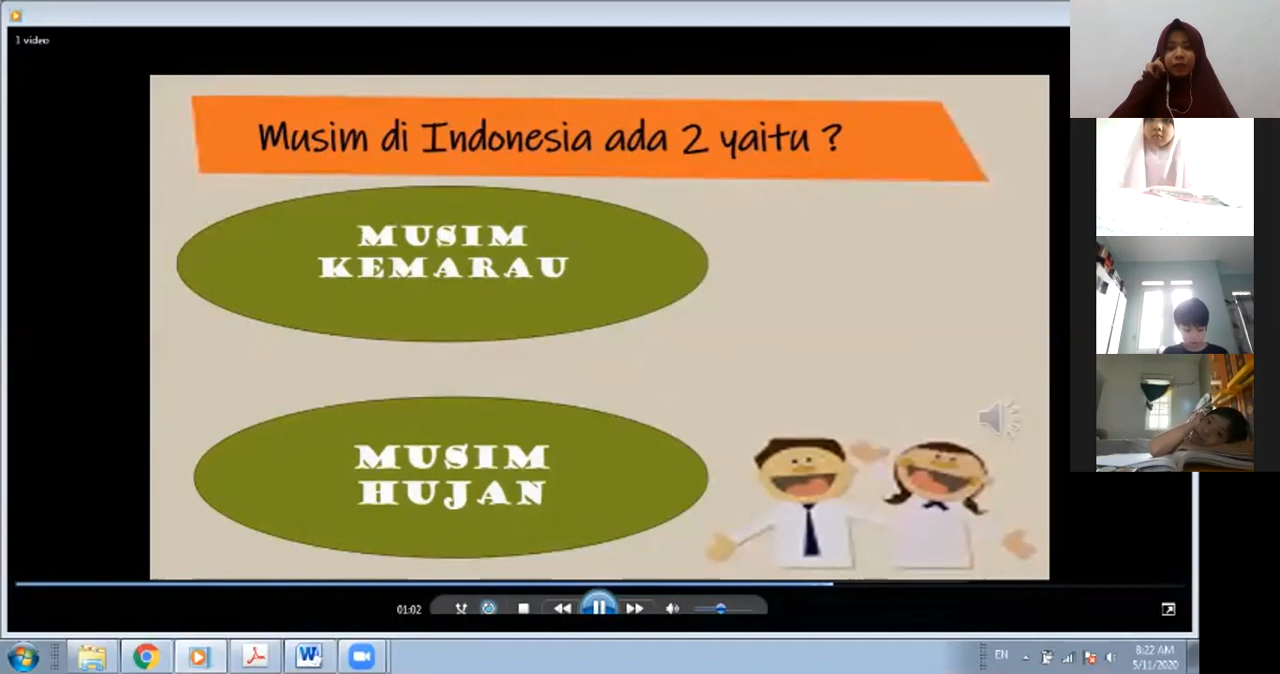 1 video
Musim di Indonesia ada 2 yaitu ?
MUSIM
KEMARAU
MUSIM
HUJAN
01:02
EN
8:22 AM
5/11/2020